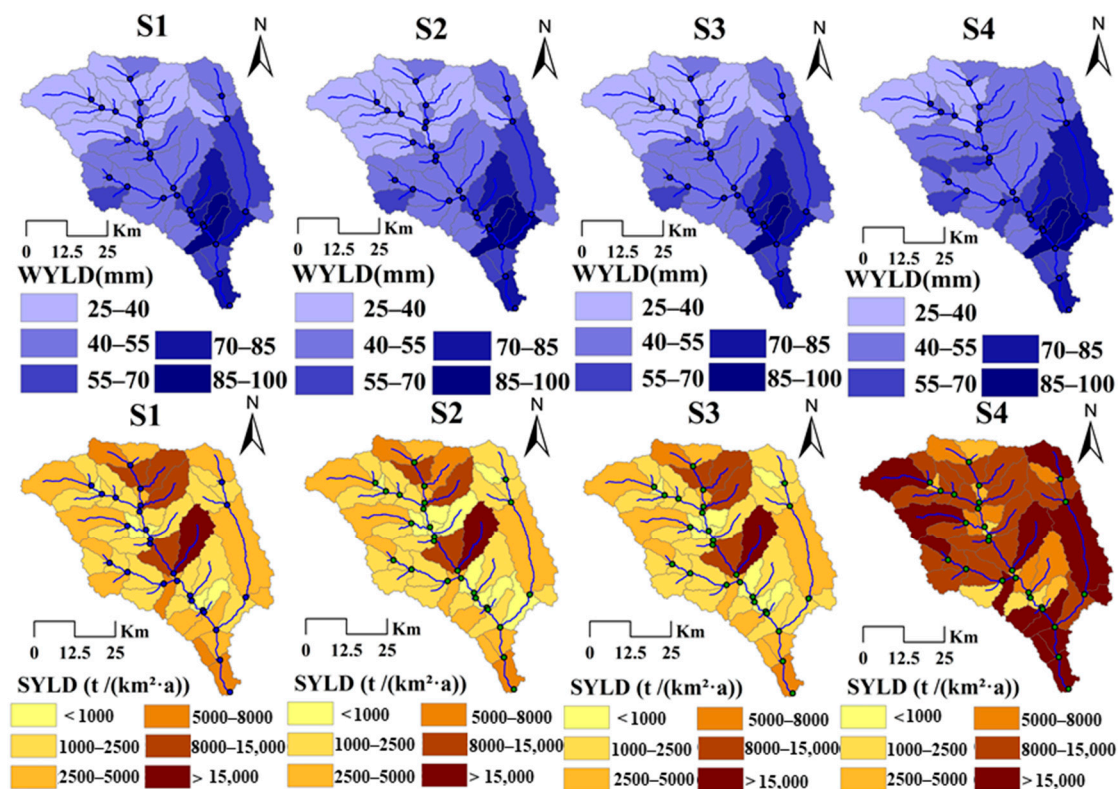 S1 N S2 N S3 N S4 N
Km Km Km Km
0 12.5 25 0 12.5 25 0 12.5 25 0 12.5 25
WYLD(mm) WYLD(mm) WYLD(mm) WYLD(mm)
25–40 25–40 25–40 25–40
40–55 70–85 40–55 70–85 40–55 70–85 40–55 70–85
55–70 85–100 55–70 85–100 55–70 85–100 55–70 85–100
S1 N S2 N S3 N S4 N
Km Km Km Km
0 12.5 25 0 12.5 25 0 12.5 25 0 12.5 25
SYLD (t /(km²·a)) SYLD (t /(km²·a)) SYLD (t /(km²·a)) SYLD (t /(km²·a))
<1000 5000–8000 <1000 5000–8000 <1000 5000–8000 <1000 5000–8000
1000–2500 8000–15,000 1000–2500 8000–15,000 1000–2500 8000–15,000 1000–2500 8000–15,000
2500–5000 > 15,000 2500–5000 > 15,000 2500–5000 > 15,000 2500–5000 > 15,000